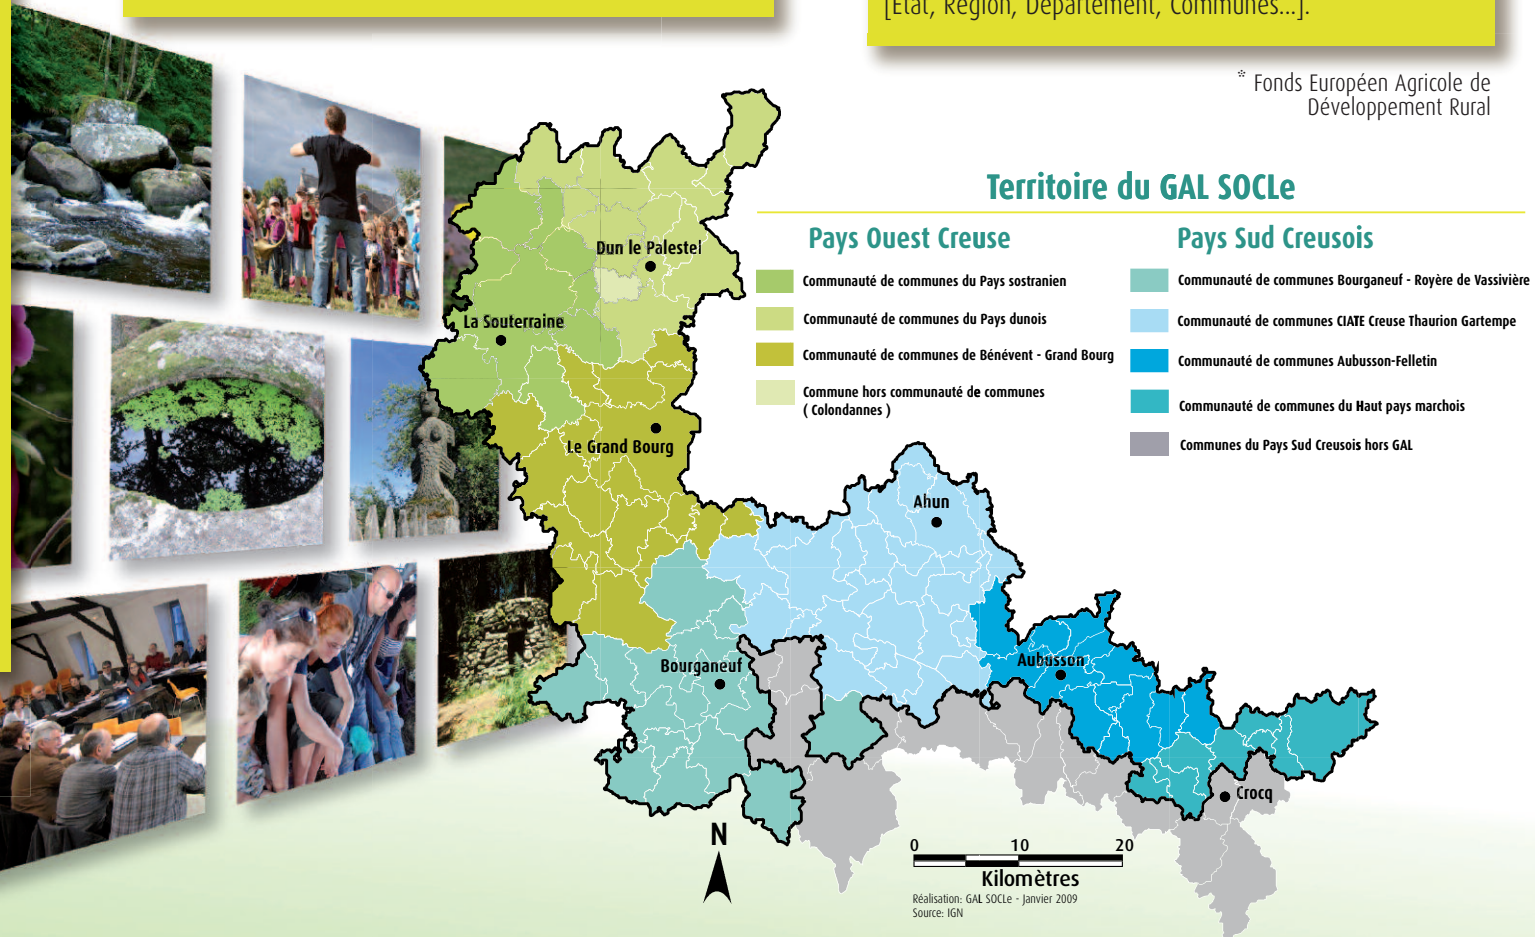 [Etat, Région, Département, Communes...].
* Fonds Européen Agricole de
Développement Rural
Territoire du GAL SOCLe
Pays Ouest Creuse
Communauté de communes du Pays sostranien
Communauté de communes du Pays dunois
Communauté de communes de Bénévent - Grand Bourg
Commune hors communauté de communes
( Colondannes )
Pays Sud Creusois
Communauté de communes Bourganeuf - Royère de Vassivière
Communauté de communes CIATE Creuse Thaurion Gartempe
Communauté de communes Aubusson-Felletin
Communauté de communes du Haut pays marchois
Communes du Pays Sud Creusois hors GAL
Dun le Palestel
La Souterraine
Le Grand Bourg
Ahun
Bourganeuf
Aubusson
Crocq
N
0 10 20
Kilomètres
Réalisation: GAL SOCLe - Janvier 2009
Source: IGN